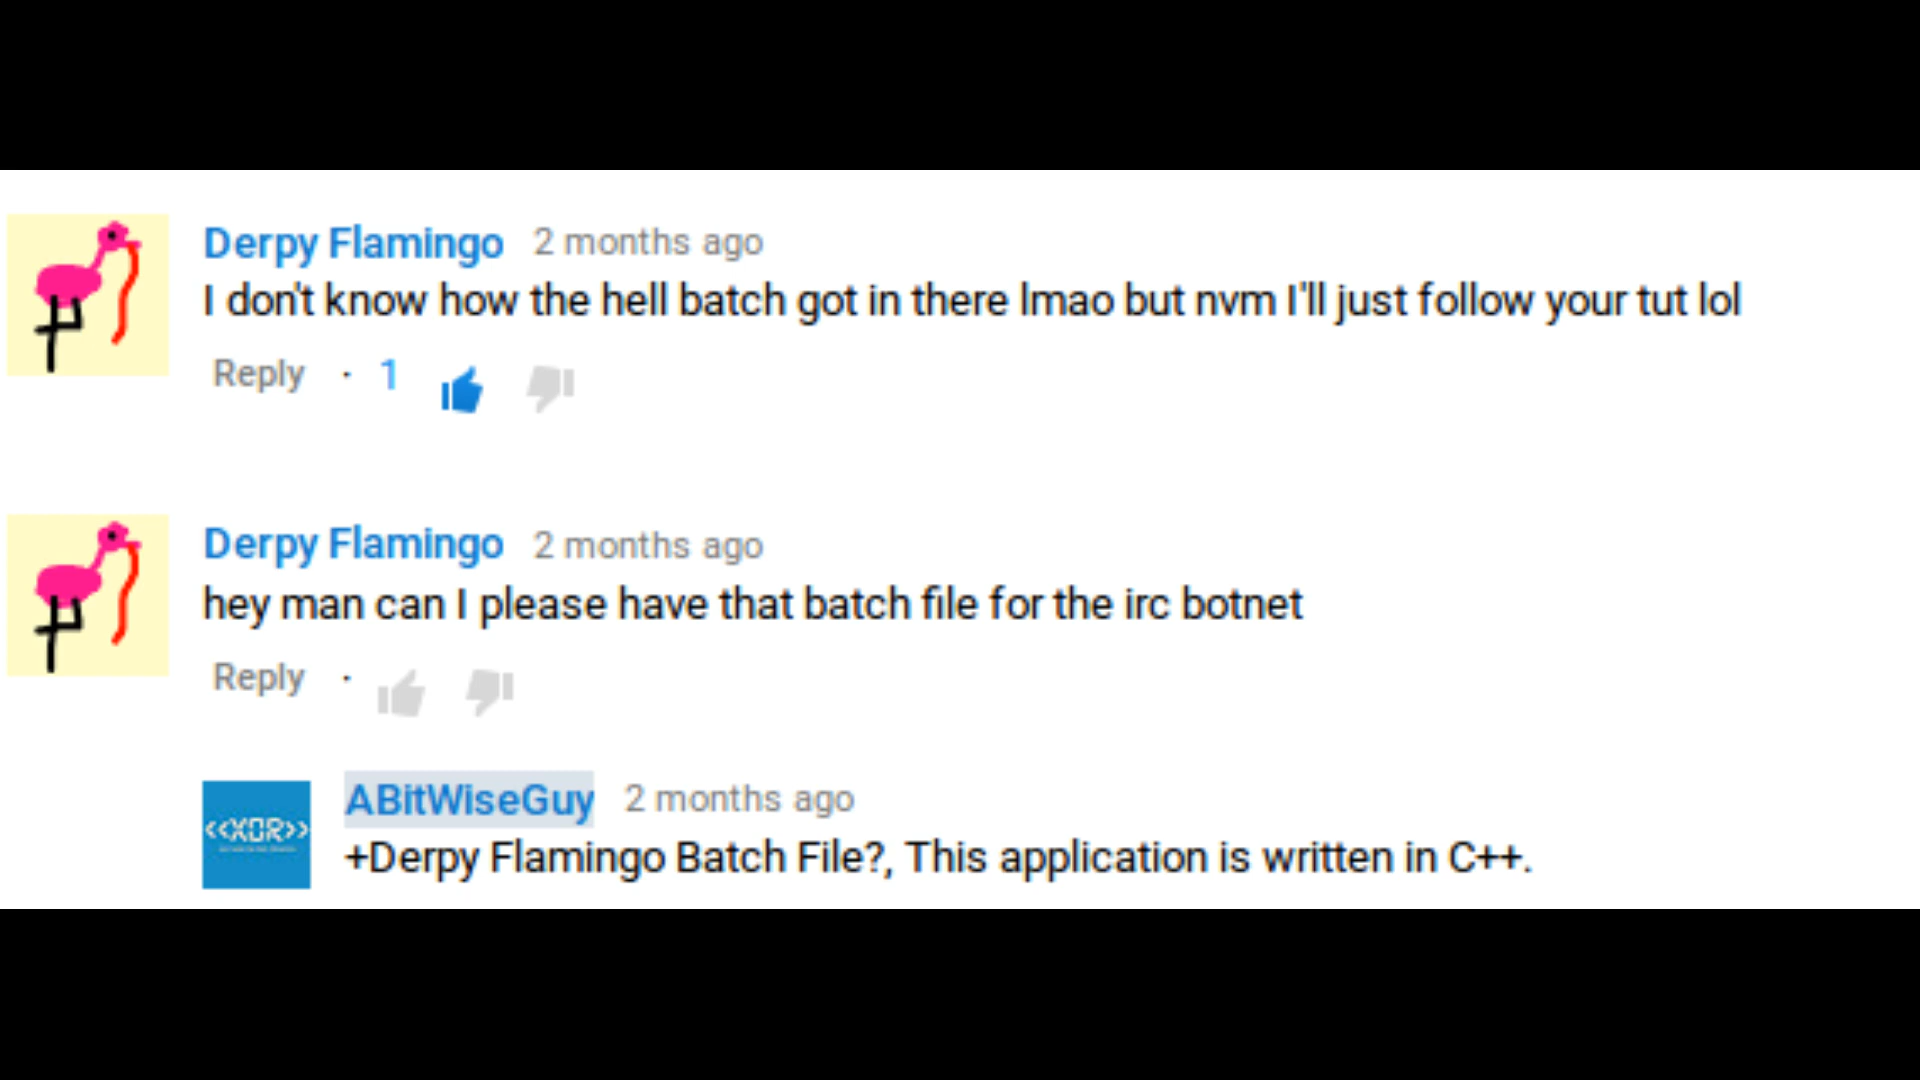 Derpy Flamingo 2 months ago
I don't know how the hell batch got in there lmao but nvm I'll just follow your tut lol
Reply · 1
Derpy Flamingo 2 months ago
hey man can I please have that batch file for the irc botnet
Reply ·
<<XOR>>
ABitWiseGuy 2 months ago
+Derpy Flamingo Batch File?, This application is written in C++.